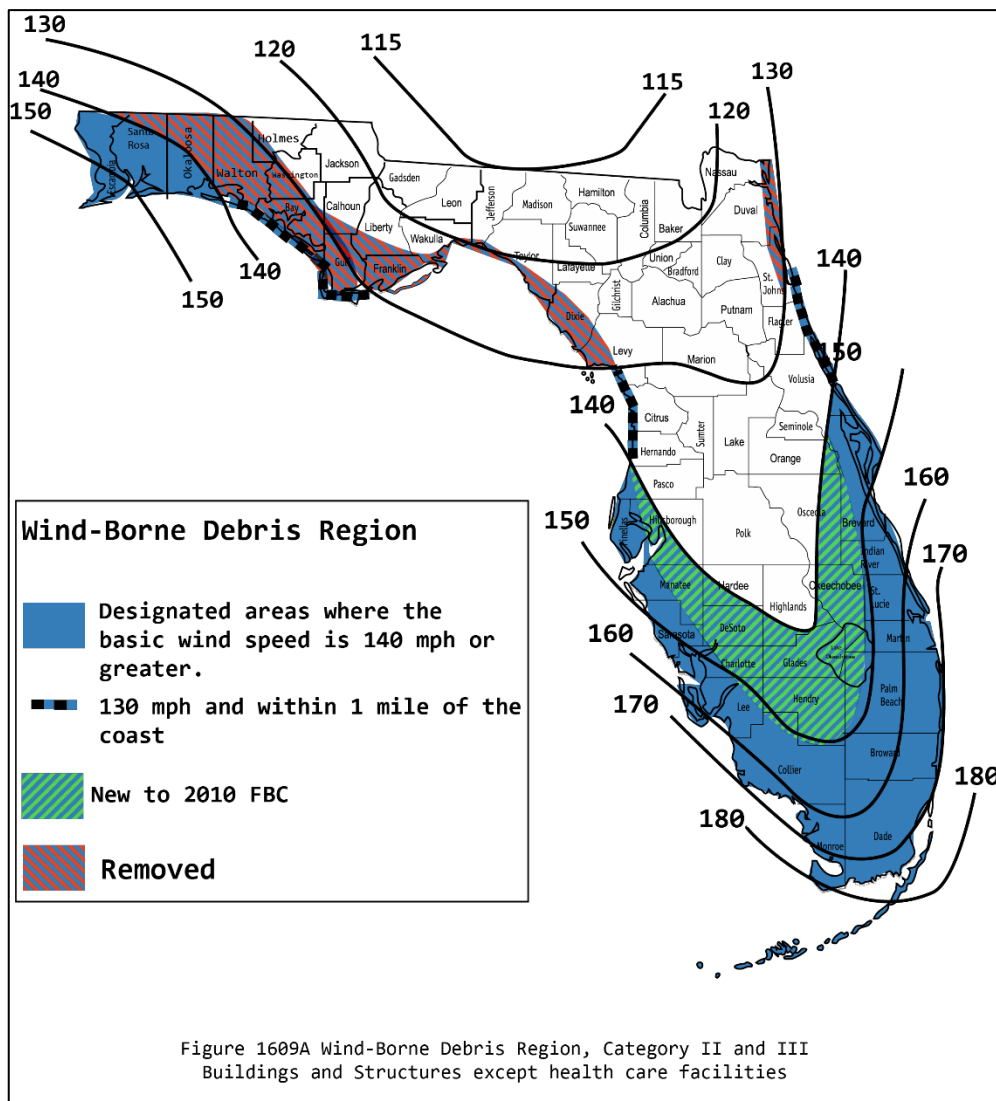 130
120
115
140
150
115
130
120
Santa
Rosa
Escambia
Okaloosa
Walton
Holmes
Washington
Bay
Jackson
Calhoun
Gulf
Gadsden
Liberty
Franklin
Leon
Wakulla
Jefferson
Madison
Taylor
Hamilton
Suwannee
Lafayette
Dixie
Columbia
Gilchrist
Levy
Baker
Union
Bradford
Alachua
Marion
Nassau
Duval
Clay
St.
Johns
Putnam
Flagler
Volusia
140
150
140
150
140
150
Citrus
Hernando
Sumter
Lake
Seminole
Orange
Pasco
Pinellas
Hillsborough
Polk
Osceola
Brevard
Indian
River
Manatee
Hardee
Highlands
Okeechobee
St.
Lucie
Sarasota
DeSoto
Martin
Charlotte
Glades
Lee
Hendry
Palm
Beach
Collier
Broward
Monroe
Dade
140
150
160
170
180
160
170
180
Wind-Borne Debris Region
Designated areas where the
basic wind speed is 140 mph or
greater.
130 mph and within 1 mile of the
coast
New to 2010 FBC
Removed
Figure 1609A Wind-Borne Debris Region, Category II and III
Buildings and Structures except health care facilities